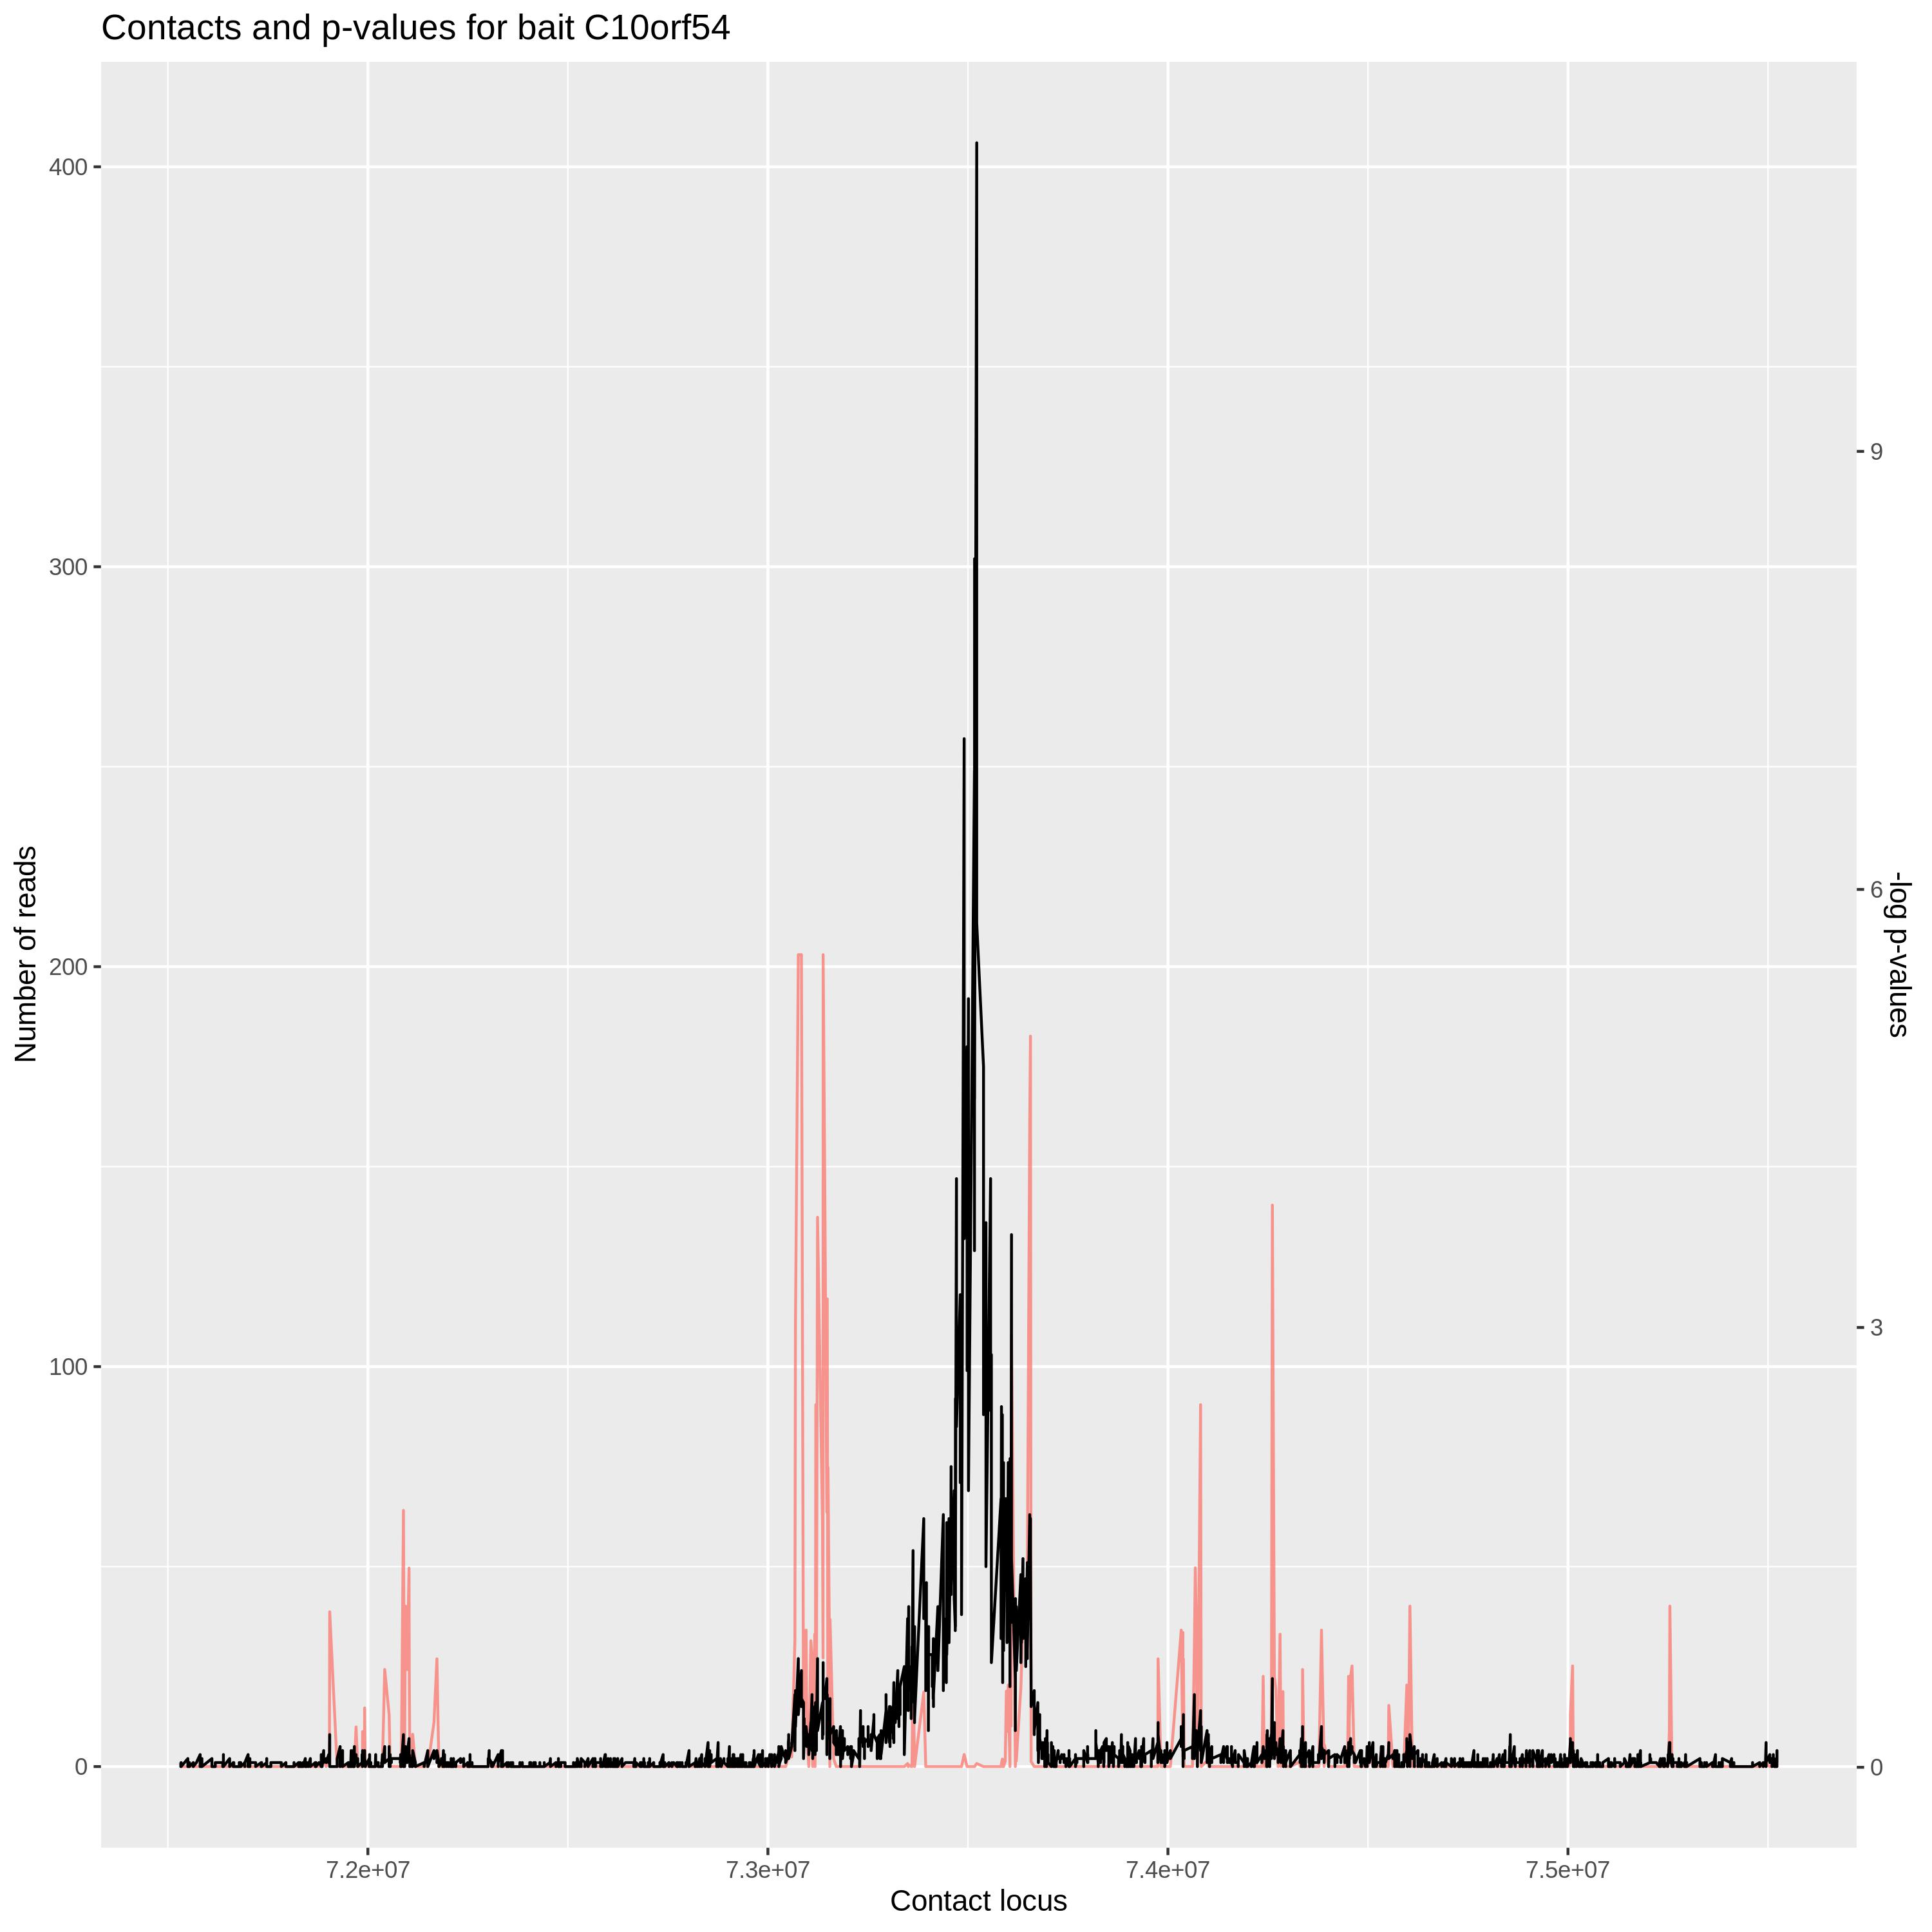 Contacts and p-values for bait C10orf54
400
300
200
100
0
Number of reads
9
6
3
0
-log p-values
7.2e+07 7.3e+07 7.4e+07 7.5e+07
Contact locus